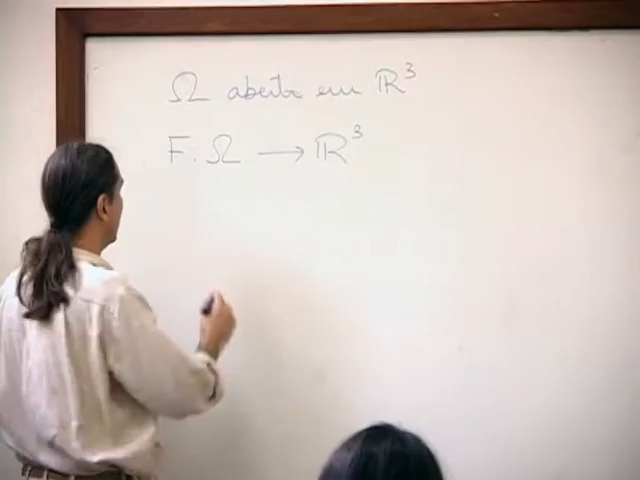 Ω aberto em ℝ³
F: Ω → ℝ³